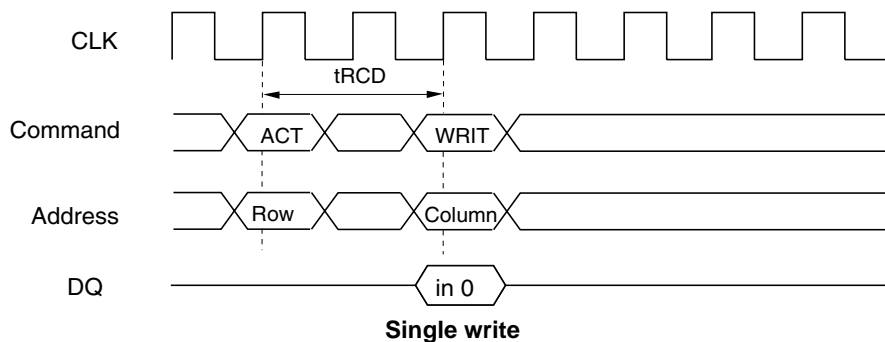 CLK
tRCD
Command ACT WRIT
Address Row Column
DQ in 0
Single write